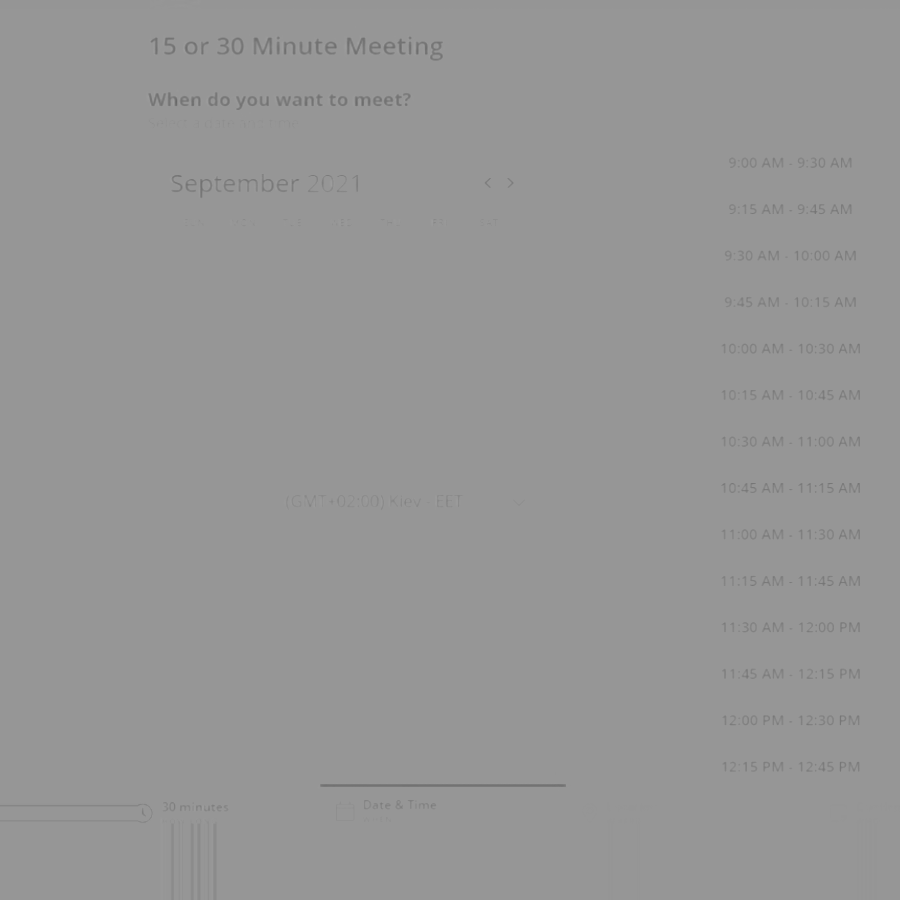 15 or 30 Minute Meeting
When do you want to meet?
September 2021
(GMT+02:00) Kiev - EET
9:00 AM - 9:30 AM
9:15 AM - 9:45 AM
9:30 AM - 10:00 AM
9:45 AM - 10:15 AM
10:00 AM - 10:30 AM
10:15 AM - 10:45 AM
10:30 AM - 11:00 AM
10:45 AM - 11:15 AM
11:00 AM - 11:30 AM
11:15 AM - 11:45 AM
11:30 AM - 12:00 PM
11:45 AM - 12:15 PM
12:00 PM - 12:30 PM
12:15 PM - 12:45 PM
30 minutes
Date & Time